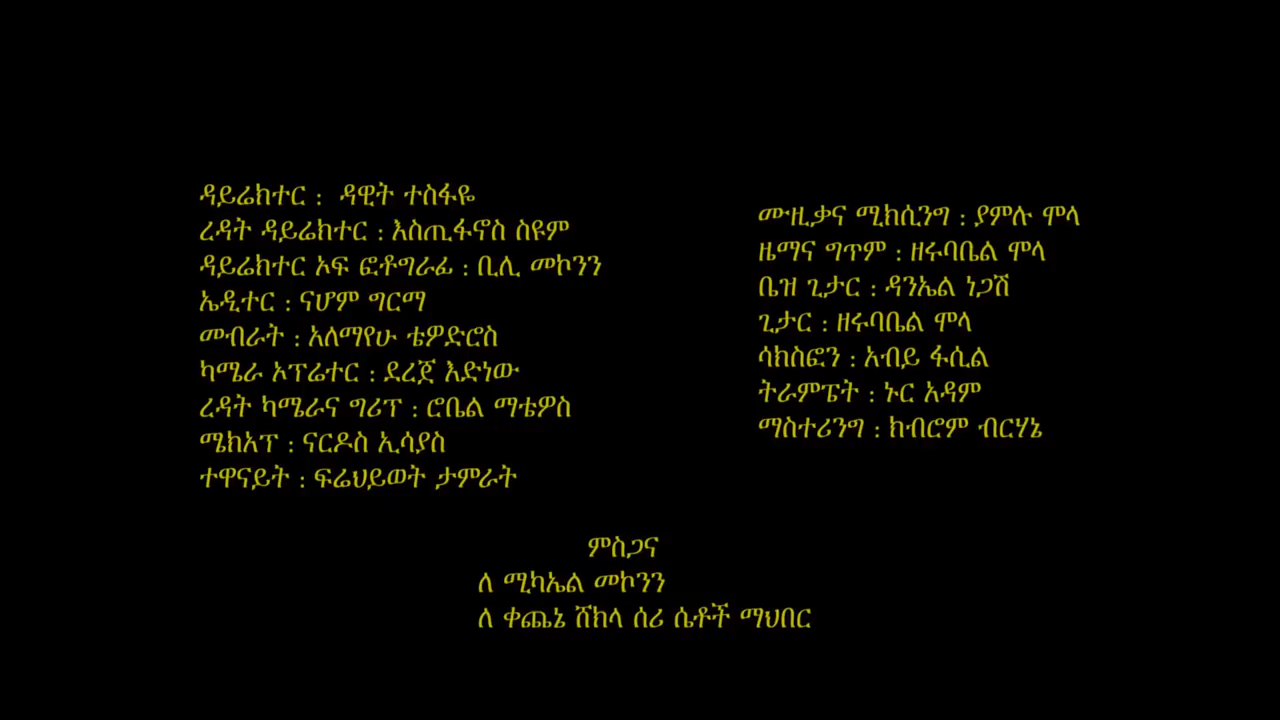 ዳይሬክተር : ዳዊት ተስፋዬ
ረዳት ዳይሬክተር : እስጢፋኖስ ስዩም
ዳይሬክተር ኦፍ ፎቶግራፊ : ቢሊ መኮንን
ኤዲተር : ናሆም ግርማ
መብራት : አለማየሁ ቴዎድሮስ
ካሜራ ኦፕሬተር : ደረጀ እድነው
ረዳት ካሜራና ግሪፕ : ሮቤል ማቴዎስ
ሜክአፕ : ናርዶስ ኢሳያስ
ተዋናይት : ፍሬህይወት ታምራት
ሙዚቃና ሚክሲንግ : ያምሉ ሞላ
ዜማና ግጥም : ዘሩባቤል ሞላ
ቤዝ ጊታር : ዳንኤል ነጋሽ
ጊታር : ዘሩባቤል ሞላ
ሳክስፎን : አብይ ፋሲል
ትራምፔት : ኑር አዳም
ማስተሪንግ : ክብሮም ብርሃኔ
ምስጋና
ለ ሚካኤል መኮንን
ለ ቀጨኔ ሸክላ ሰሪ ሴቶች ማህበር